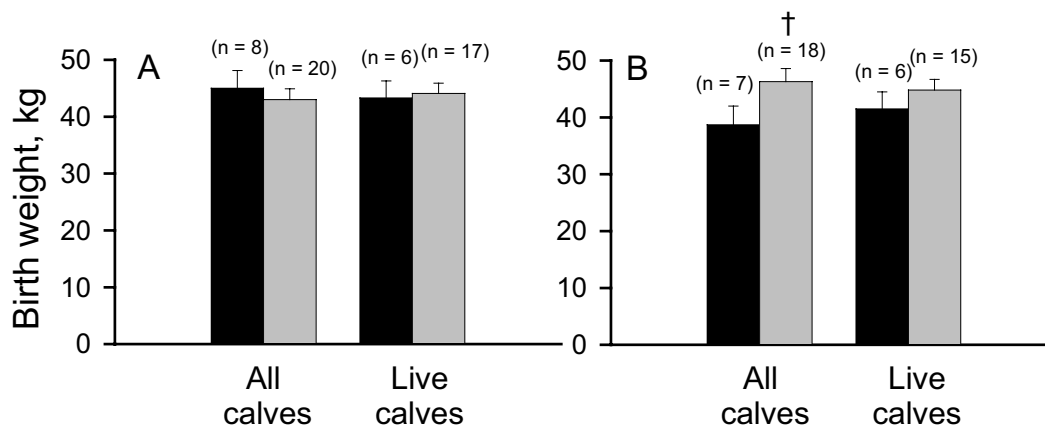 Birth weight, kg
A
50
40
30
20
10
0
(n = 8)
(n = 20)
(n = 6)
(n = 17)
All
calves
Live
calves
B
50
40
30
20
10
0
†
(n = 7)
(n = 18)
(n = 6)
(n = 15)
All
calves
Live
calves